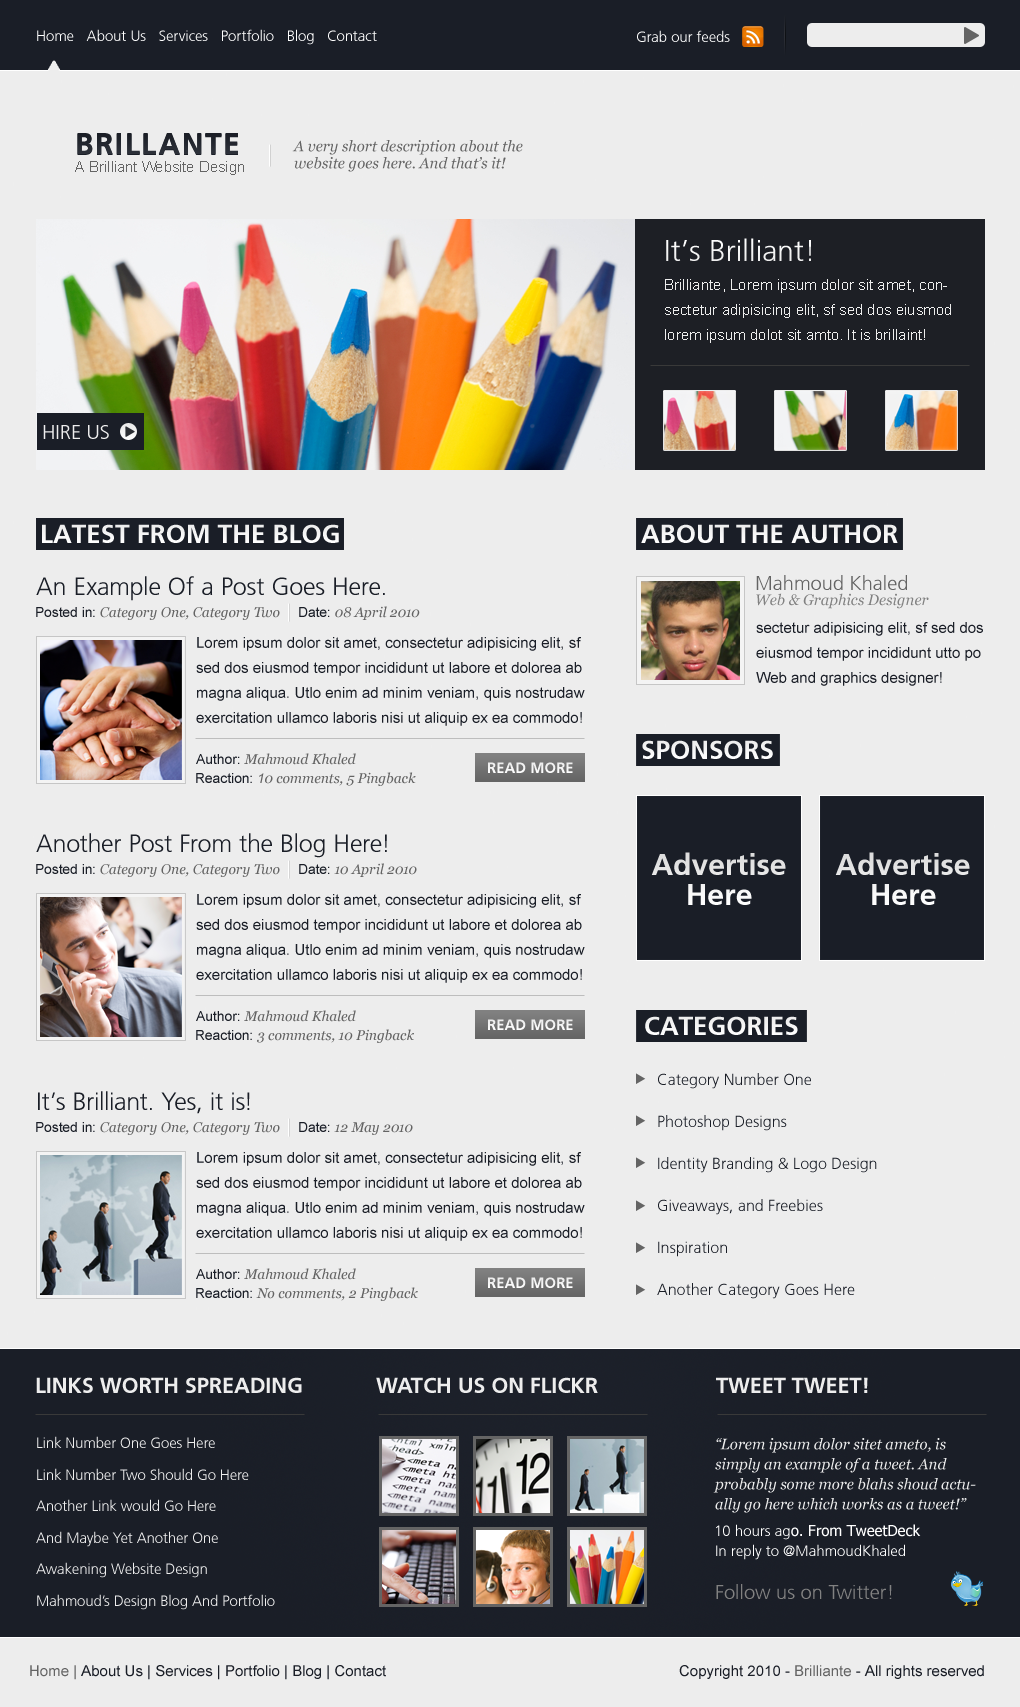 Home About Us Services Portfolio Blog Contact
Grab our feeds
BRILLANTE
A Brilliant Website Design
A very short description about the
website goes here. And that's it!
HIRE US
It's Brilliant!
Brilliante, Lorem ipsum dolor sit amet, con-
sectetur adipisicing elit, sf sed dos eiusmod
lorem ipsum dolot sit amto. It is brillaint!
LATEST FROM THE BLOG
An Example Of a Post Goes Here.
Posted in: Category One, Category Two Date: 08 April 2010
Lorem ipsum dolor sit amet, consectetur adipisicing elit, sf
sed dos eiusmod tempor incididunt ut labore et dolorea ab
magna aliqua. Utlo enim ad minim veniam, quis nostrudaw
exercitation ullamco laboris nisi ut aliquip ex ea commodo!
Author: Mahmoud Khaled
Reaction: 10 comments, 5 Pingback
READ MORE
Another Post From the Blog Here!
Posted in: Category One, Category Two Date: 10 April 2010
Lorem ipsum dolor sit amet, consectetur adipisicing elit, sf
sed dos eiusmod tempor incididunt ut labore et dolorea ab
magna aliqua. Utlo enim ad minim veniam, quis nostrudaw
exercitation ullamco laboris nisi ut aliquip ex ea commodo!
Author: Mahmoud Khaled
Reaction: 3 comments, 10 Pingback
READ MORE
It's Brilliant. Yes, it is!
Posted in: Category One, Category Two Date: 12 May 2010
Lorem ipsum dolor sit amet, consectetur adipisicing elit, sf
sed dos eiusmod tempor incididunt ut labore et dolorea ab
magna aliqua. Utlo enim ad minim veniam, quis nostrudaw
exercitation ullamco laboris nisi ut aliquip ex ea commodo!
Author: Mahmoud Khaled
Reaction: No comments, 2 Pingback
READ MORE
ABOUT THE AUTHOR
Mahmoud Khaled
Web & Graphics Designer
sectetur adipisicing elit, sf sed dos
eiusmod tempor incididunt utto po
Web and graphics designer!
SPONSORS
Advertise
Here
Advertise
Here
CATEGORIES
Category Number One
Photoshop Designs
Identity Branding & Logo Design
Giveaways, and Freebies
Inspiration
Another Category Goes Here
LINKS WORTH SPREADING
Link Number One Goes Here
Link Number Two Should Go Here
Another Link would Go Here
And Maybe Yet Another One
Awakening Website Design
Mahmoud's Design Blog And Portfolio
WATCH US ON FLICKR
<html xmln
head>
<meta n
<meta ht
<meta nam
meta name
meta nam
12
TWEET TWEET!
"Lorem ipsum dolor sitet ameto, is
simply an example of a tweet. And
probably some more blahs shoud actu-
ally go here which works as a tweet!"
10 hours ago. From TweetDeck
In reply to @MahmoudKhaled
Follow us on Twitter!
Home | About Us | Services | Portfolio | Blog | Contact
Copyright 2010 - Brilliante - All rights reserved